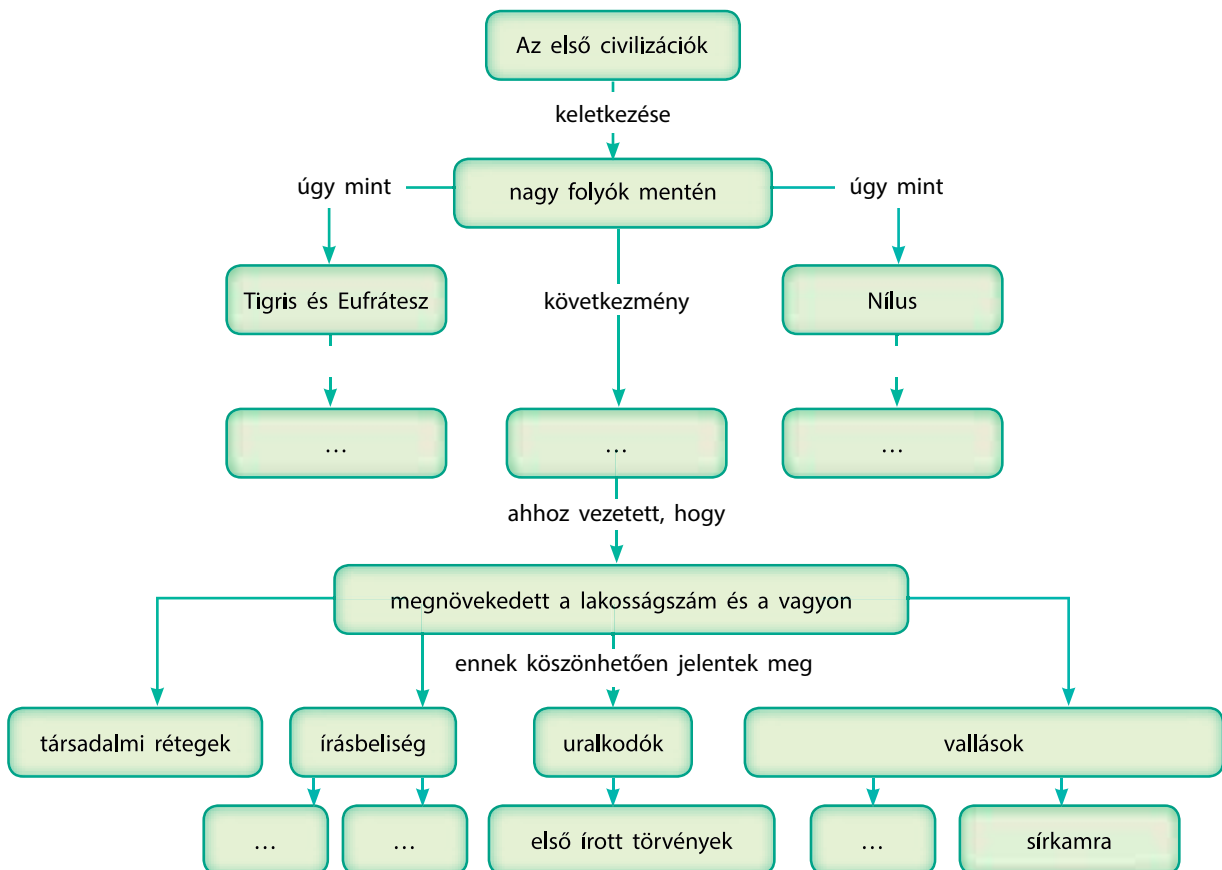 Az első civilizációk
keletkezése
úgy mint
nagy folyók mentén
úgy mint
Tigris és Eufrátesz
következmény
Nílus
...
...
...
ahhoz vezetett, hogy
megnövekedett a lakosságszám és a vagyon
ennek köszönhetően jelentek meg
társadalmi rétegek
írásbeliség
uralkodók
vallások
...
...
első írott törvények
...
sírkamra